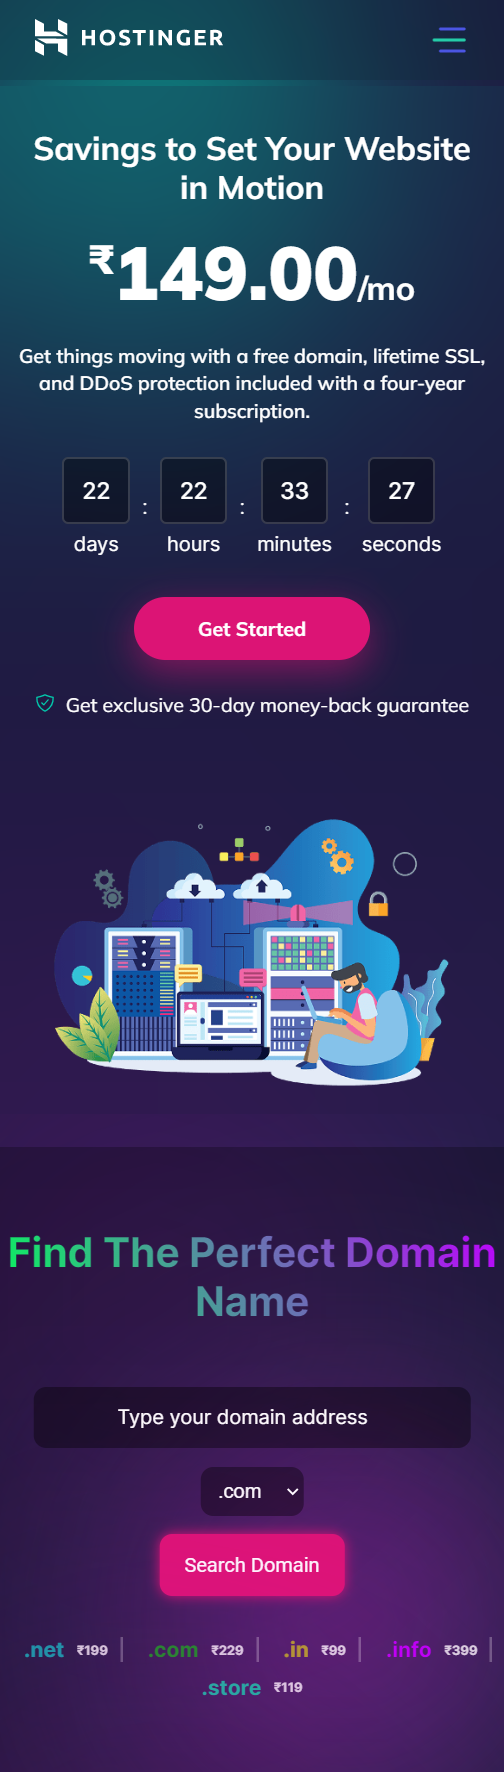 HOSTINGER
Savings to Set Your Website
in Motion
₹149.00/mo
Get things moving with a free domain, lifetime SSL,
and DDoS protection included with a four-year
subscription.
22 : 22 : 33 : 27
days hours minutes seconds
Get Started
Get exclusive 30-day money-back guarantee
Find The Perfect Domain
Name
Type your domain address
.com
Search Domain
.net ₹199 | .com ₹229 | .in ₹99 | .info ₹399 |
.store ₹119